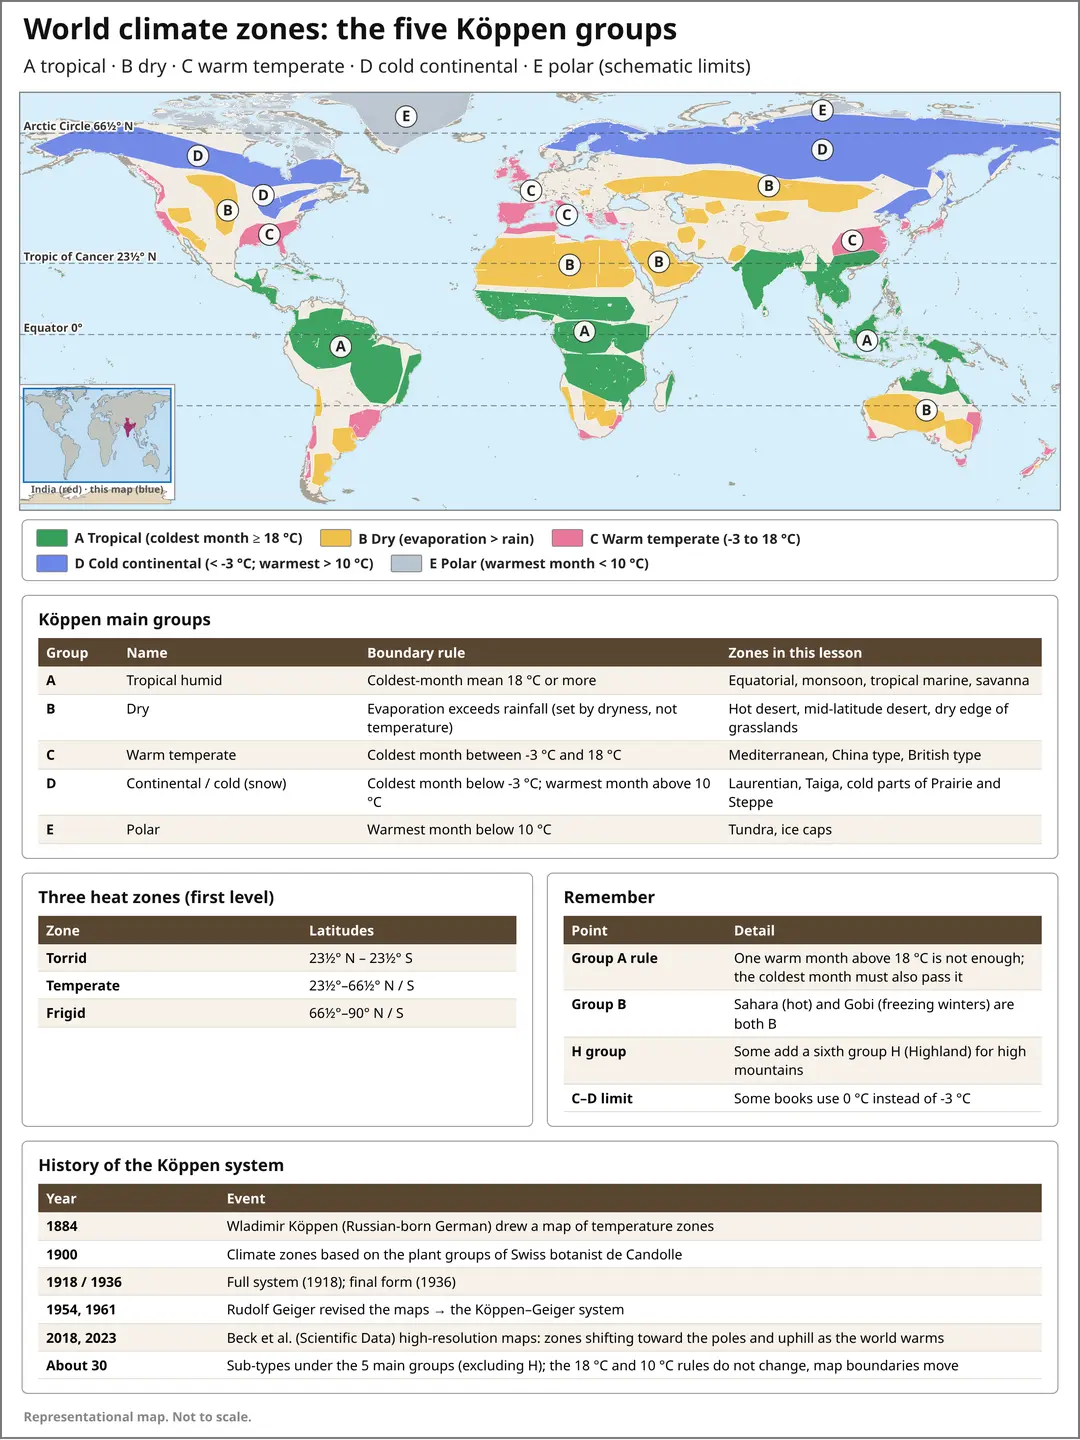 World climate zones: the five Köppen groups
A tropical · B dry · C warm temperate · D cold continental · E polar (schematic limits)
E
E
Arctic Circle 66½° N
D
D
D
B
B
C
C
C
C
Tropic of Cancer 23½° N
B
B
Equator 0°
A
A
A
B
India (red) · this map (blue)
A Tropical (coldest month ≥ 18 °C)
B Dry (evaporation > rain)
C Warm temperate (-3 to 18 °C)
D Cold continental (< -3 °C; warmest > 10 °C)
E Polar (warmest month < 10 °C)
Köppen main groups
Group Name Boundary rule Zones in this lesson
A Tropical humid Coldest-month mean 18 °C or more Equatorial, monsoon, tropical marine, savanna
B Dry Evaporation exceeds rainfall (set by dryness, not temperature) Hot desert, mid-latitude desert, dry edge of grasslands
C Warm temperate Coldest month between -3 °C and 18 °C Mediterranean, China type, British type
D Continental / cold (snow) Coldest month below -3 °C; warmest month above 10 °C Laurentian, Taiga, cold parts of Prairie and Steppe
E Polar Warmest month below 10 °C Tundra, ice caps
Three heat zones (first level)
Zone Latitudes
Torrid 23½° N – 23½° S
Temperate 23½°–66½° N / S
Frigid 66½°–90° N / S
Remember
Point Detail
Group A rule One warm month above 18 °C is not enough; the coldest month must also pass it
Group B Sahara (hot) and Gobi (freezing winters) are both B
H group Some add a sixth group H (Highland) for high mountains
C–D limit Some books use 0 °C instead of -3 °C
History of the Köppen system
Year Event
1884 Wladimir Köppen (Russian-born German) drew a map of temperature zones
1900 Climate zones based on the plant groups of Swiss botanist de Candolle
1918 / 1936 Full system (1918); final form (1936)
1954, 1961 Rudolf Geiger revised the maps → the Köppen–Geiger system
2018, 2023 Beck et al. (Scientific Data) high-resolution maps: zones shifting toward the poles and uphill as the world warms
About 30 Sub-types under the 5 main groups (excluding H); the 18 °C and 10 °C rules do not change, map boundaries move
Representational map. Not to scale.